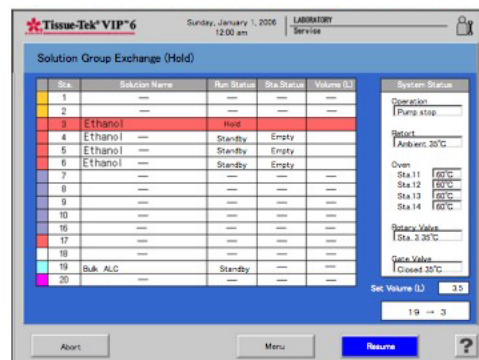 Tissue-Tek® VIP™6 Sunday, January 1, 2006 LABORATORY
12:00 am Service
Solution Group Exchange (Hold)
Sta. Solution Name Run Status Sta.Status Volume (L) System Status
1 — — — —
2 — — — —
3 Ethanol Hold
4 Ethanol — Standby Empty
5 Ethanol — Standby Empty
6 Ethanol — Standby Empty
7 — — — —
8 — — — —
9 — — — —
10 — — — —
16 — — — —
17 — — — —
18 — — — —
19 Bulk ALC Standby — —
20 — — — —
Operation
Pump stop
Retort
Ambient 35°C
Oven
Sta.11 60°C
Sta.12 60°C
Sta.13 60°C
Sta.14 60°C
Rotary Valve
Sta. 3 35°C
Gate Valve
Closed 35°C
Set Volume (L) 3.5
19 → 3
Abort Menu Resume ?